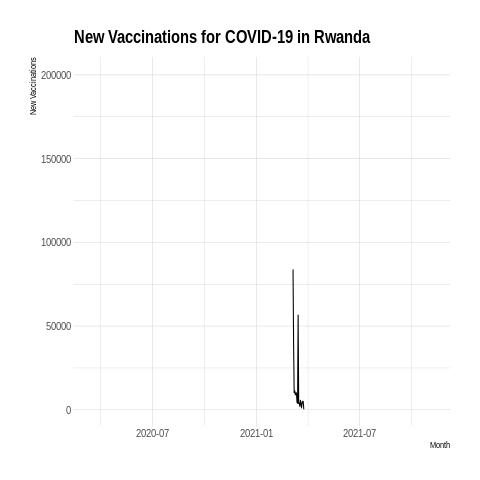 New Vaccinations for COVID-19 in Rwanda
New Vaccinations
200000
150000
100000
50000
0
2020-07
2021-01
2021-07
Month